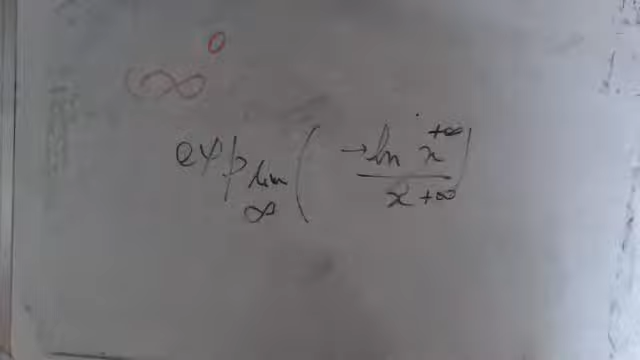 ∞⁰
exp lim ∞ ( → ln x +∞ / x +∞ )